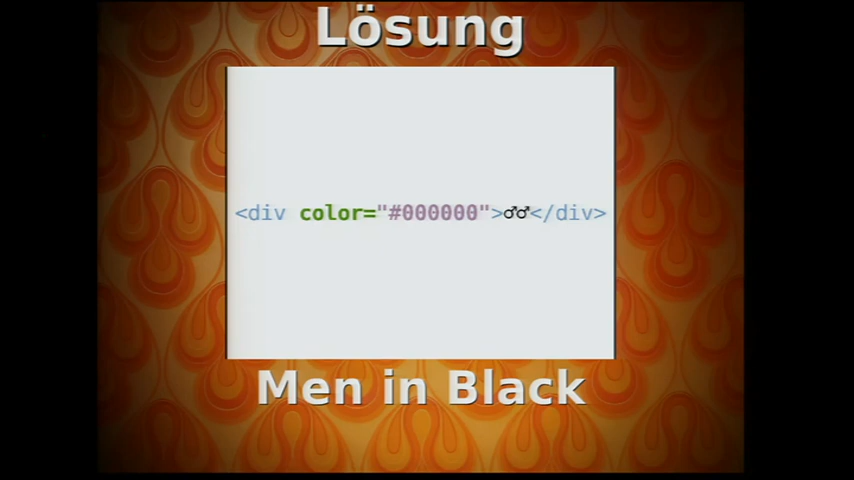 Lösung
<div color="#000000">♂♂</div>
Men in Black